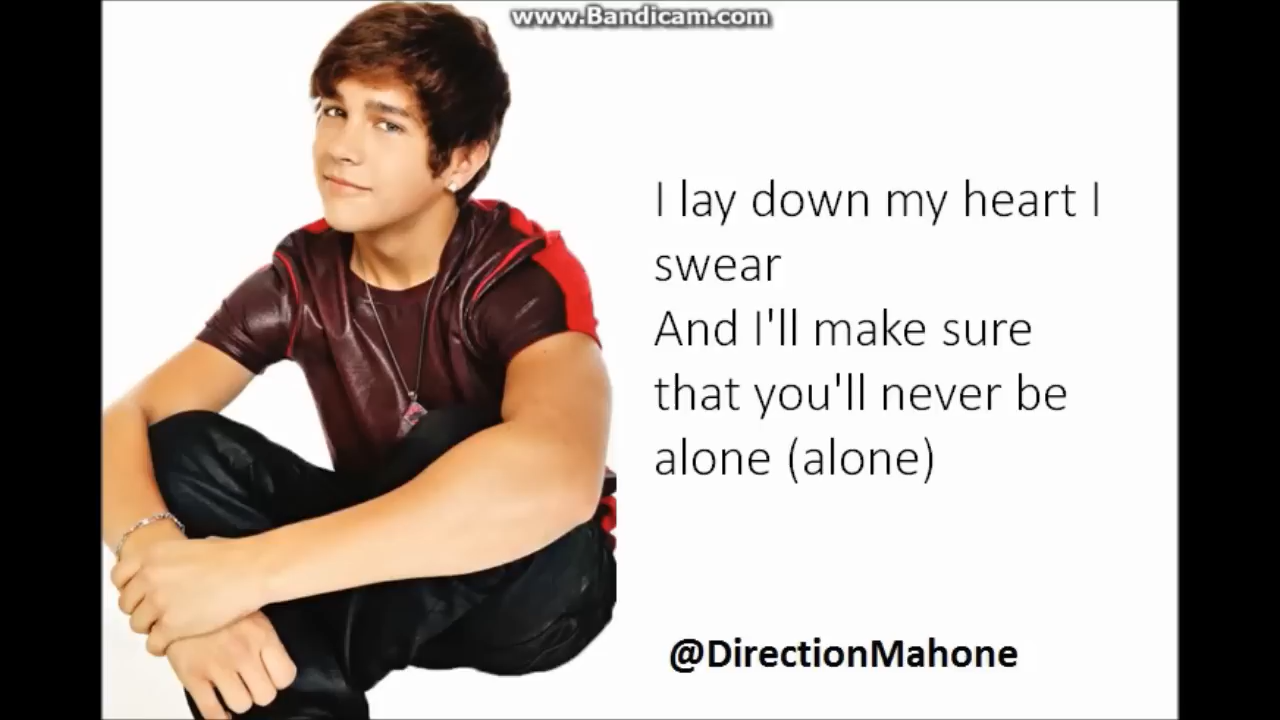 www.Bandicam.com
I lay down my heart I
swear
And I'll make sure
that you'll never be
alone (alone)
@DirectionMahone